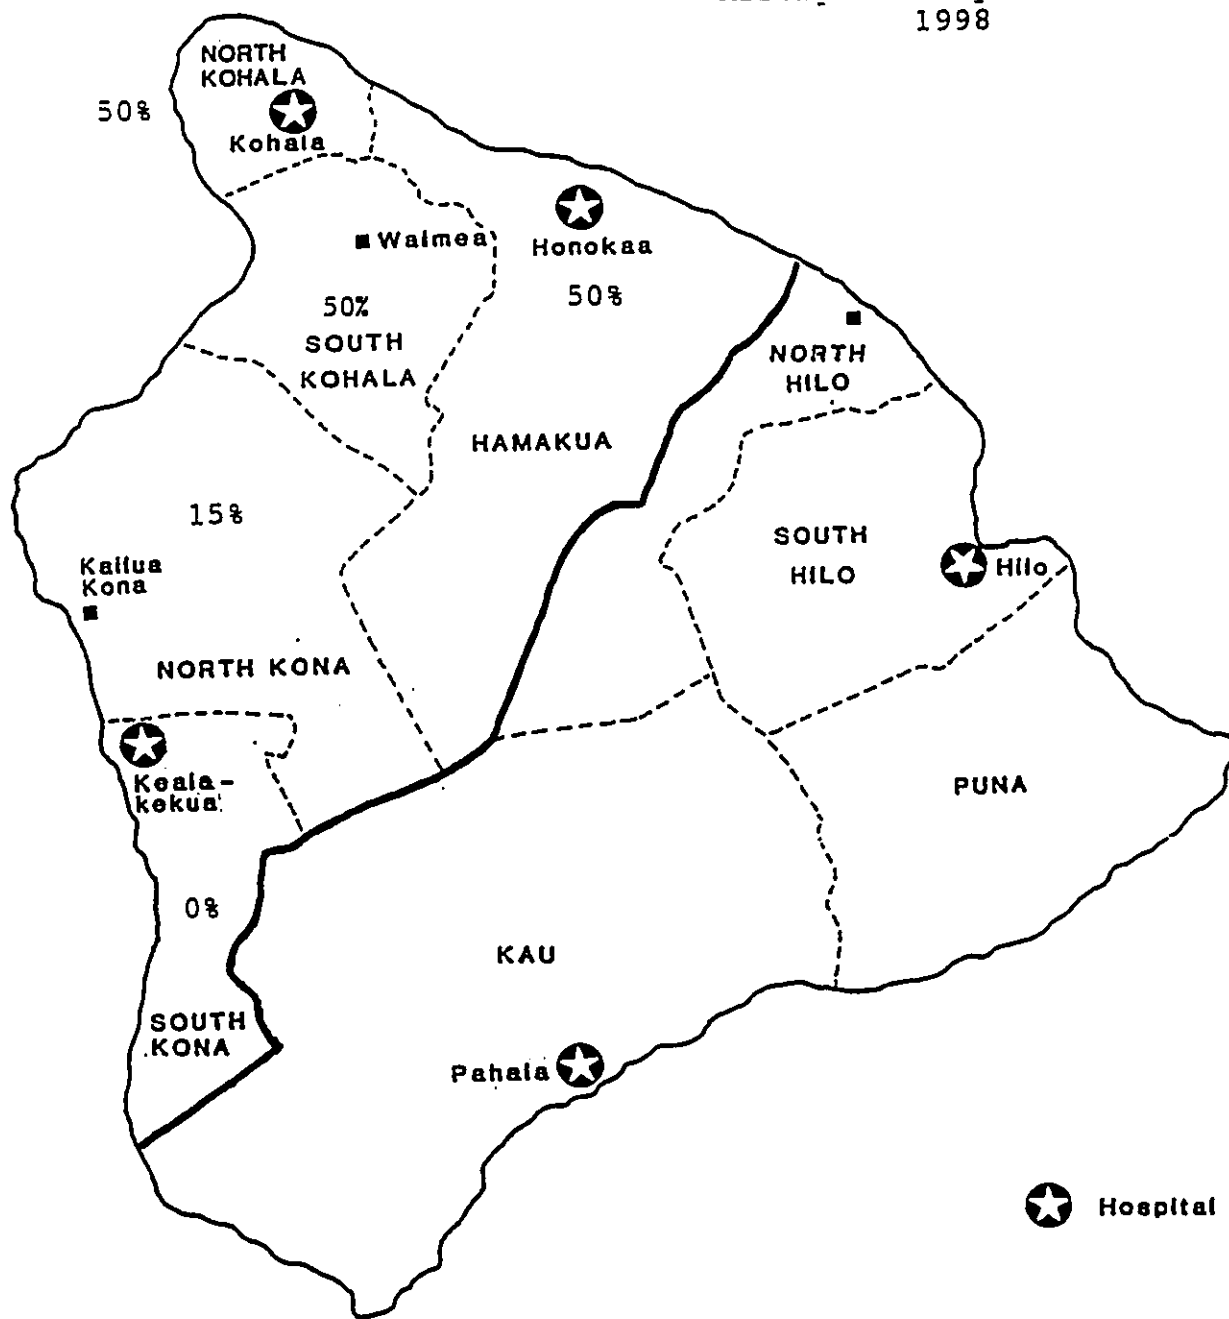 1998
NORTH
KOHALA
50%
Kohala
Waimea
Honokaa
50%
50%
SOUTH
KOHALA
NORTH
HILO
HAMAKUA
15%
SOUTH
HILO
Hilo
Kailua
Kona
NORTH KONA
Keala-
kekua
PUNA
0%
KAU
SOUTH
KONA
Pahala
Hospital